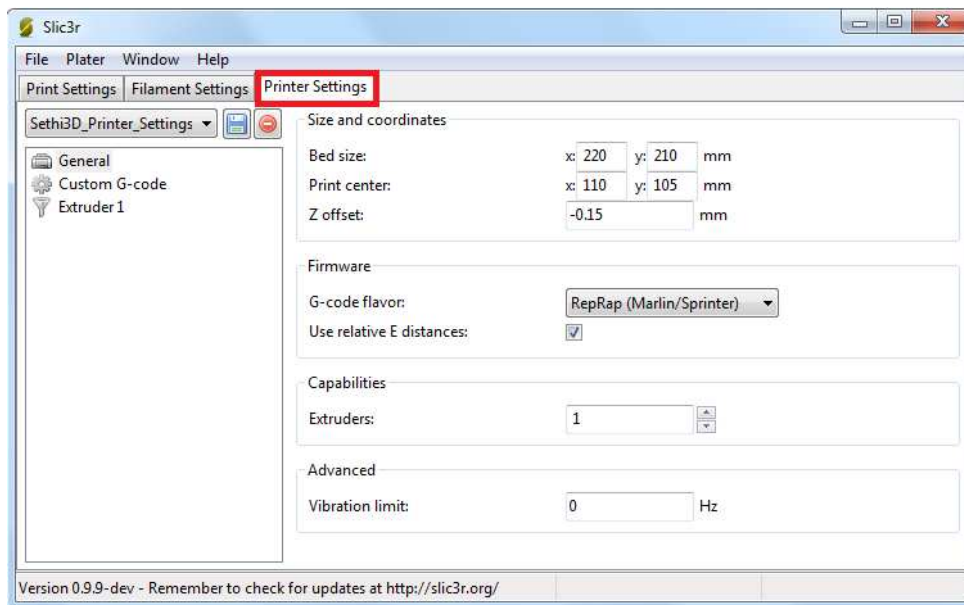 Slic3r
File Plater Window Help
Print Settings Filament Settings Printer Settings
Sethi3D_Printer_Settings
General
Custom G-code
Extruder 1
Size and coordinates
Bed size: x: 220 y: 210 mm
Print center: x: 110 y: 105 mm
Z offset: -0.15 mm
Firmware
G-code flavor: RepRap (Marlin/Sprinter)
Use relative E distances:
Capabilities
Extruders: 1
Advanced
Vibration limit: 0 Hz
Version 0.9.9-dev - Remember to check for updates at http://slic3r.org/